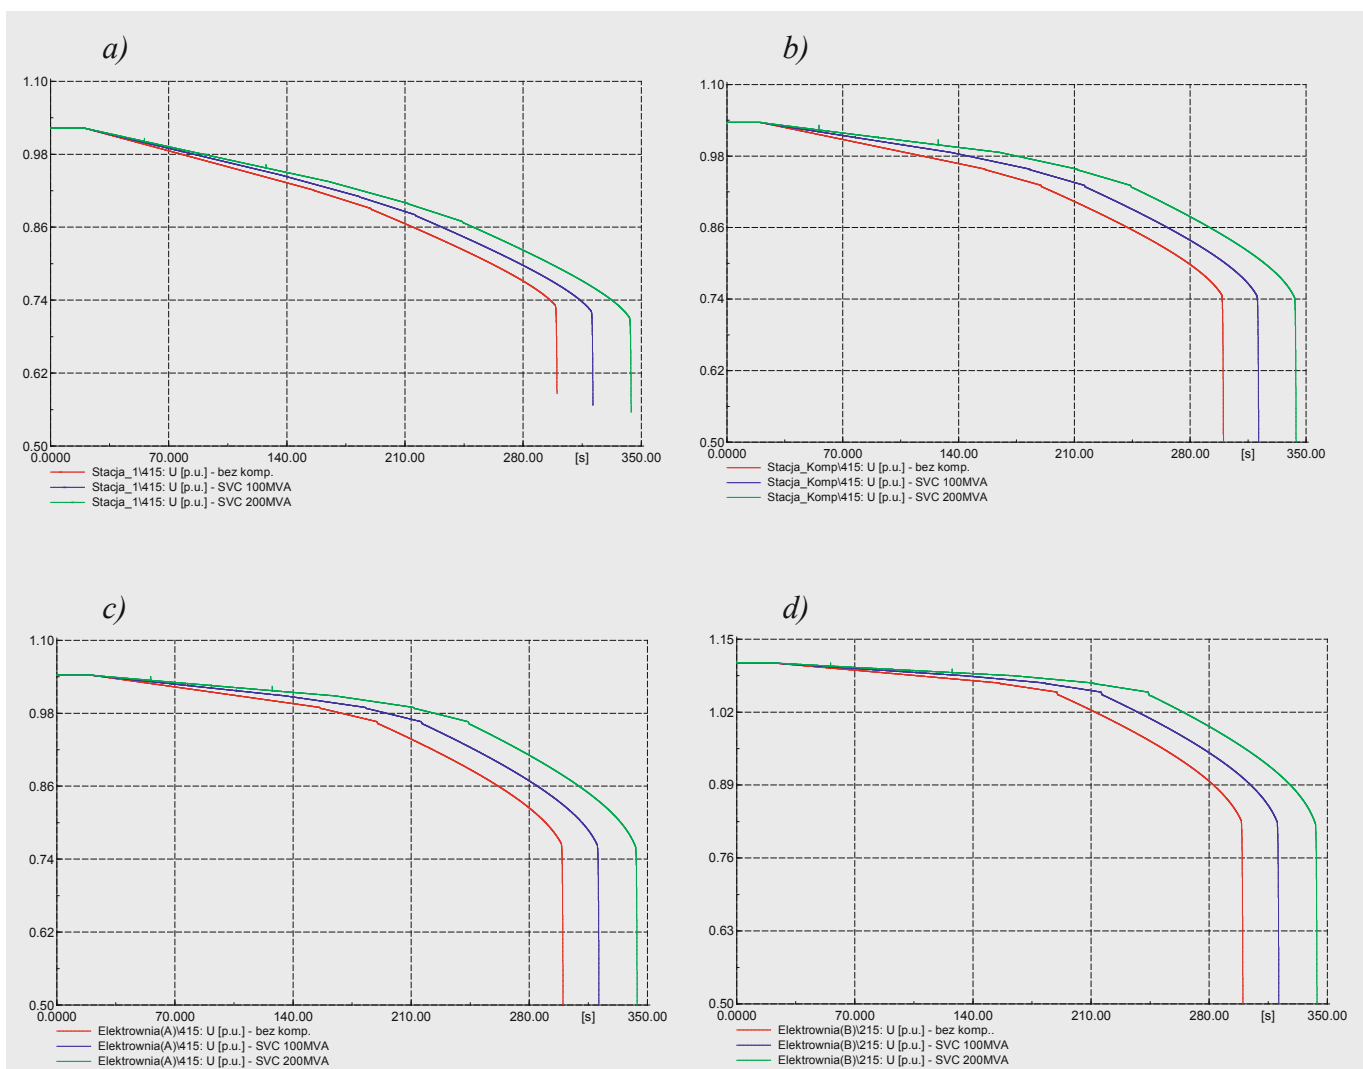 a)
1.10
0.98
0.86
0.74
0.62
0.50
0.0000 70.000 140.00 210.00 280.00 [s] 350.00
Stacja_1\415: U [p.u.] - bez komp.
Stacja_1\415: U [p.u.] - SVC 100MVA
Stacja_1\415: U [p.u.] - SVC 200MVA
b)
1.10
0.98
0.86
0.74
0.62
0.50
0.0000 70.000 140.00 210.00 280.00 [s] 350.00
Stacja_Komp\415: U [p.u.] - bez komp.
Stacja_Komp\415: U [p.u.] - SVC 100MVA
Stacja_Komp\415: U [p.u.] - SVC 200MVA
c)
1.10
0.98
0.86
0.74
0.62
0.50
0.0000 70.000 140.00 210.00 280.00 [s] 350.00
Elektrownia(A)\415: U [p.u.] - bez komp.
Elektrownia(A)\415: U [p.u.] - SVC 100MVA
Elektrownia(A)\415: U [p.u.] - SVC 200MVA
d)
1.15
1.02
0.89
0.76
0.63
0.50
0.0000 70.000 140.00 210.00 280.00 [s] 350.00
Elektrownia(B)\215: U [p.u.] - bez komp..
Elektrownia(B)\215: U [p.u.] - SVC 100MVA
Elektrownia(B)\215: U [p.u.] - SVC 200MVA